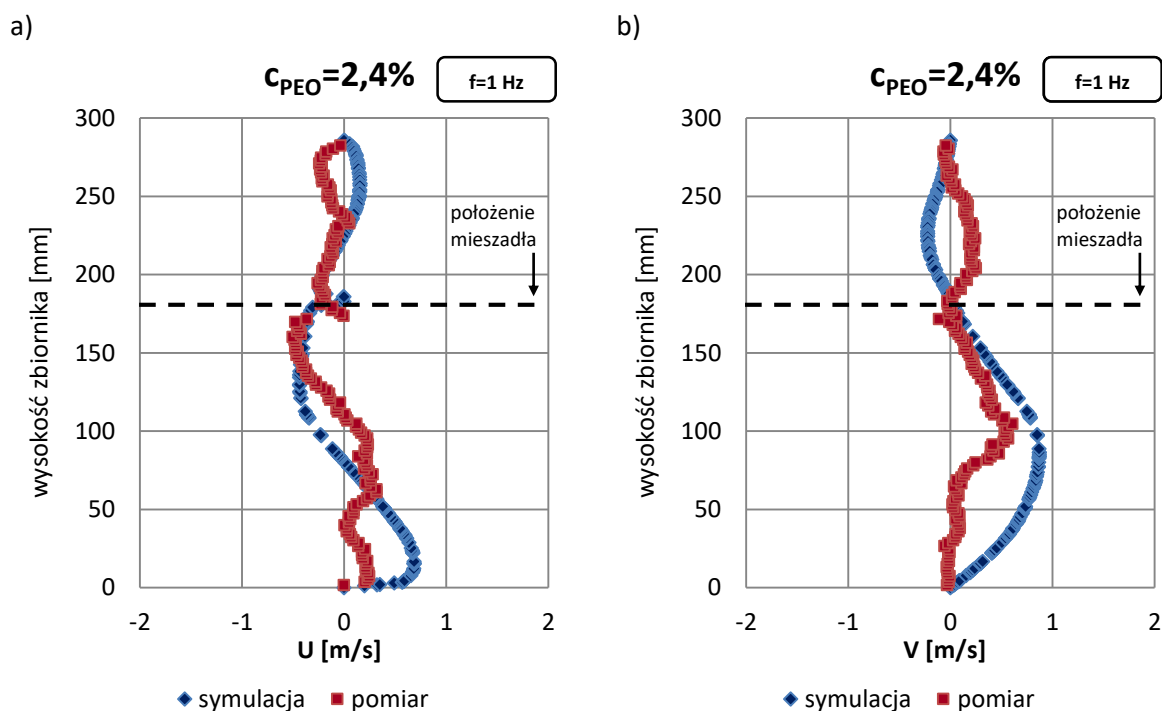 a)
c_PEO=2,4%
f=1 Hz
300
250
200
150
100
50
0
-2
-1
0
1
2
wysokość zbiornika [mm]
położenie
mieszadła
U [m/s]
symulacja
pomiar
b)
c_PEO=2,4%
f=1 Hz
300
250
200
150
100
50
0
-2
-1
0
1
2
wysokość zbiornika [mm]
położenie
mieszadła
V [m/s]
symulacja
pomiar